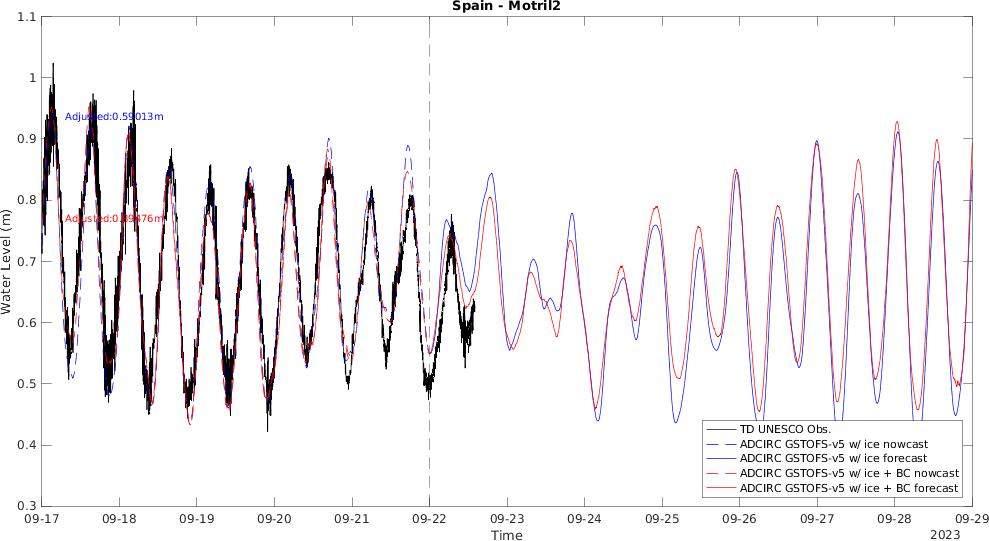 Spain - Motril2
1.1
1
0.9
0.8
0.7
0.6
0.5
0.4
0.3
Water Level (m)
Adjusted:0.59013m
TD UNESCO Obs.
ADCIRC GSTOFS-v5 w/ ice nowcast
ADCIRC GSTOFS-v5 w/ ice forecast
ADCIRC GSTOFS-v5 w/ ice + BC nowcast
ADCIRC GSTOFS-v5 w/ ice + BC forecast
09-17 09-18 09-19 09-20 09-21 09-22 09-23 09-24 09-25 09-26 09-27 09-28 09-29
Time
2023